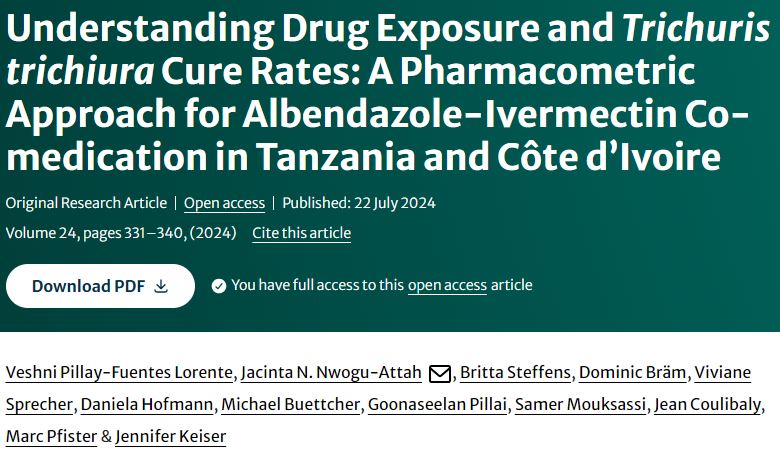 Understanding Drug Exposure and Trichuris
trichiura Cure Rates: A Pharmacometric
Approach for Albendazole-Ivermectin Co-
medication in Tanzania and Côte d’Ivoire
Original Research Article | Open access | Published: 22 July 2024
Volume 24, pages 331–340, (2024) Cite this article
Download PDF
You have full access to this open access article
Veshni Pillay-Fuentes Lorente, Jacinta N. Nwogu-Attah, Britta Steffens, Dominic Bräm, Viviane
Sprecher, Daniela Hofmann, Michael Buettcher, Goonaseelan Pillai, Samer Mouksassi, Jean Coulibaly,
Marc Pfister & Jennifer Keiser